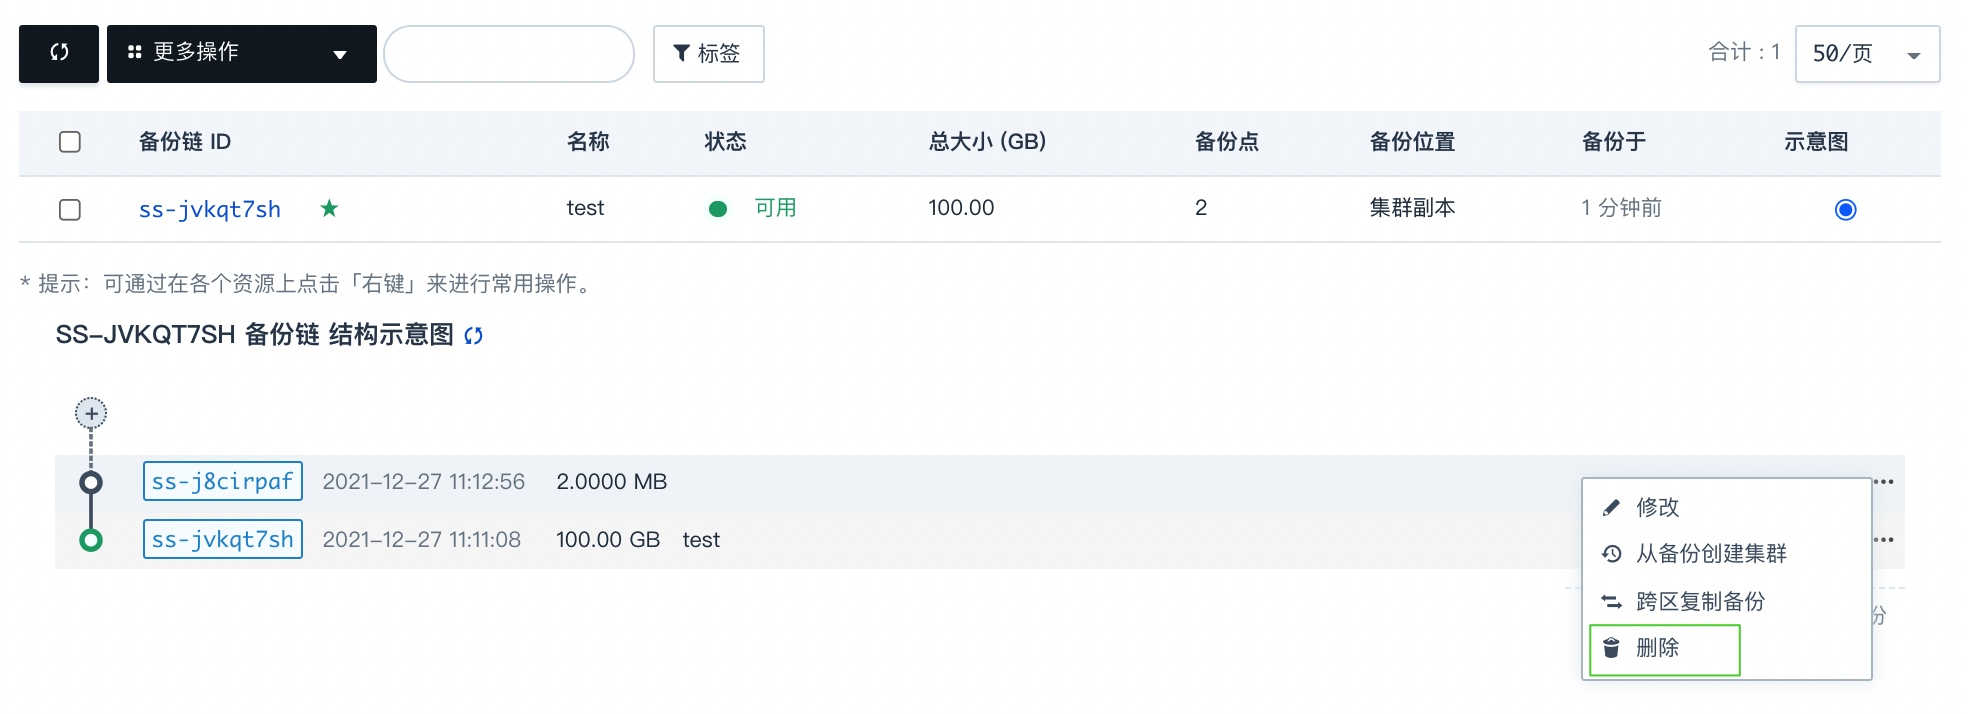 更多操作 标签 合计：1 50/页
备份链 ID 名称 状态 总大小 (GB) 备份点 备份位置 备份于 示意图
ss-jvkqt7sh test 可用 100.00 2 集群副本 1 分钟前
* 提示：可通过在各个资源上点击「右键」来进行常用操作。
SS-JVKQT7SH 备份链 结构示意图
ss-j8cirpaf 2021-12-27 11:12:56 2.0000 MB
ss-jvkqt7sh 2021-12-27 11:11:08 100.00 GB test
修改
从备份创建集群
跨区复制备份
份
删除